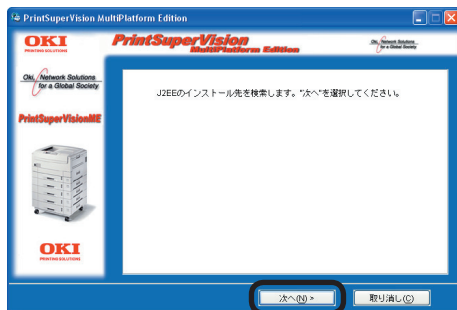 PrintSuperVision MultiPlatform Edition
OKI
PRINTING SOLUTIONS
PrintSuperVision
MultiPlatform Edition
Oki, Network Solutions
for a Global Society
Oki, Network Solutions
for a Global Society
J2EEのインストール先を検索します。"次へ"を選択してください。
PrintSuperVisionME
OKI
PRINTING SOLUTIONS
次へ(N) >
取り消し(C)